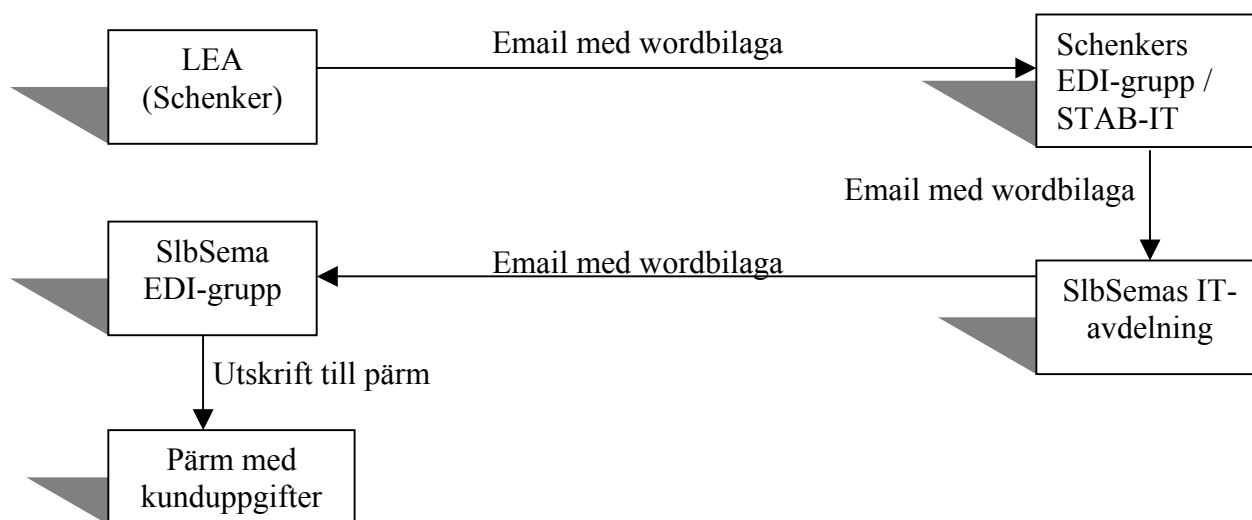 LEA
(Schenker)
Email med wordbilaga
Schenkers
EDI-grupp /
STAB-IT
Email med wordbilaga
SlbSema
EDI-grupp
Email med wordbilaga
SlbSemas IT-
avdelning
Utskrift till pärm
Pärm med
kunduppgifter